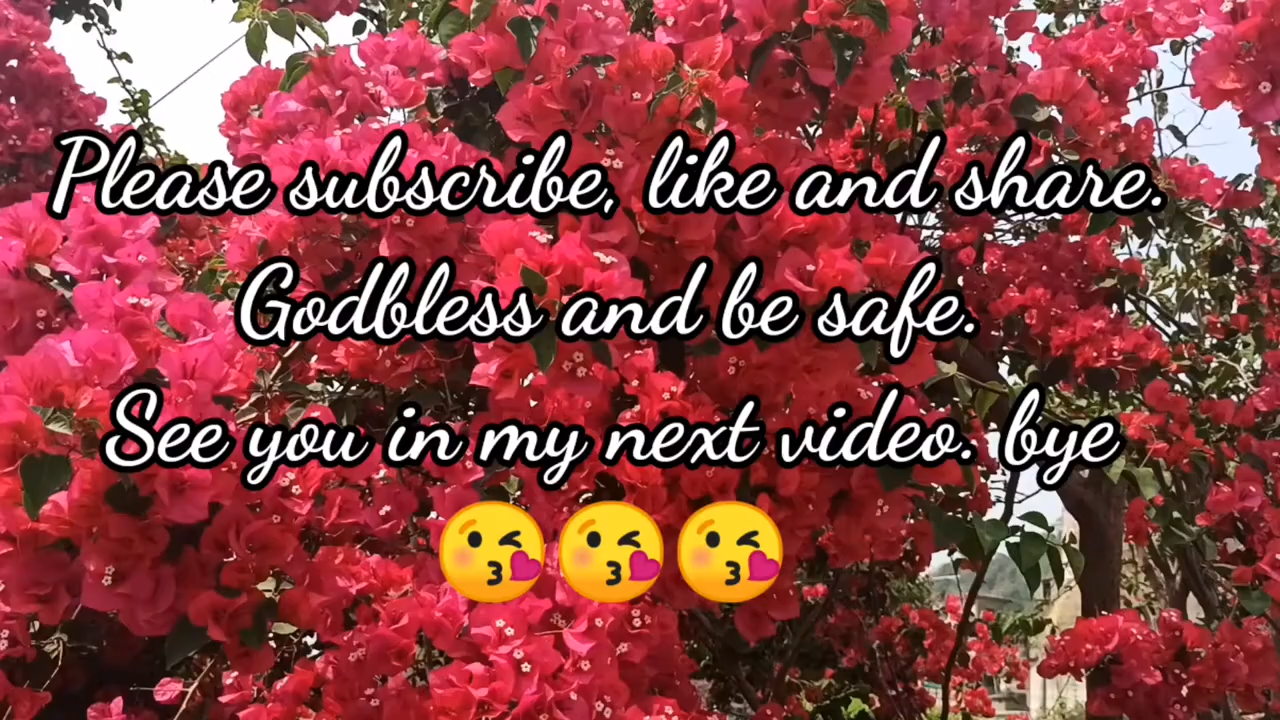 Please subscribe, like and share.
Godbless and be safe.
See you in my next video. bye
😘😘😘